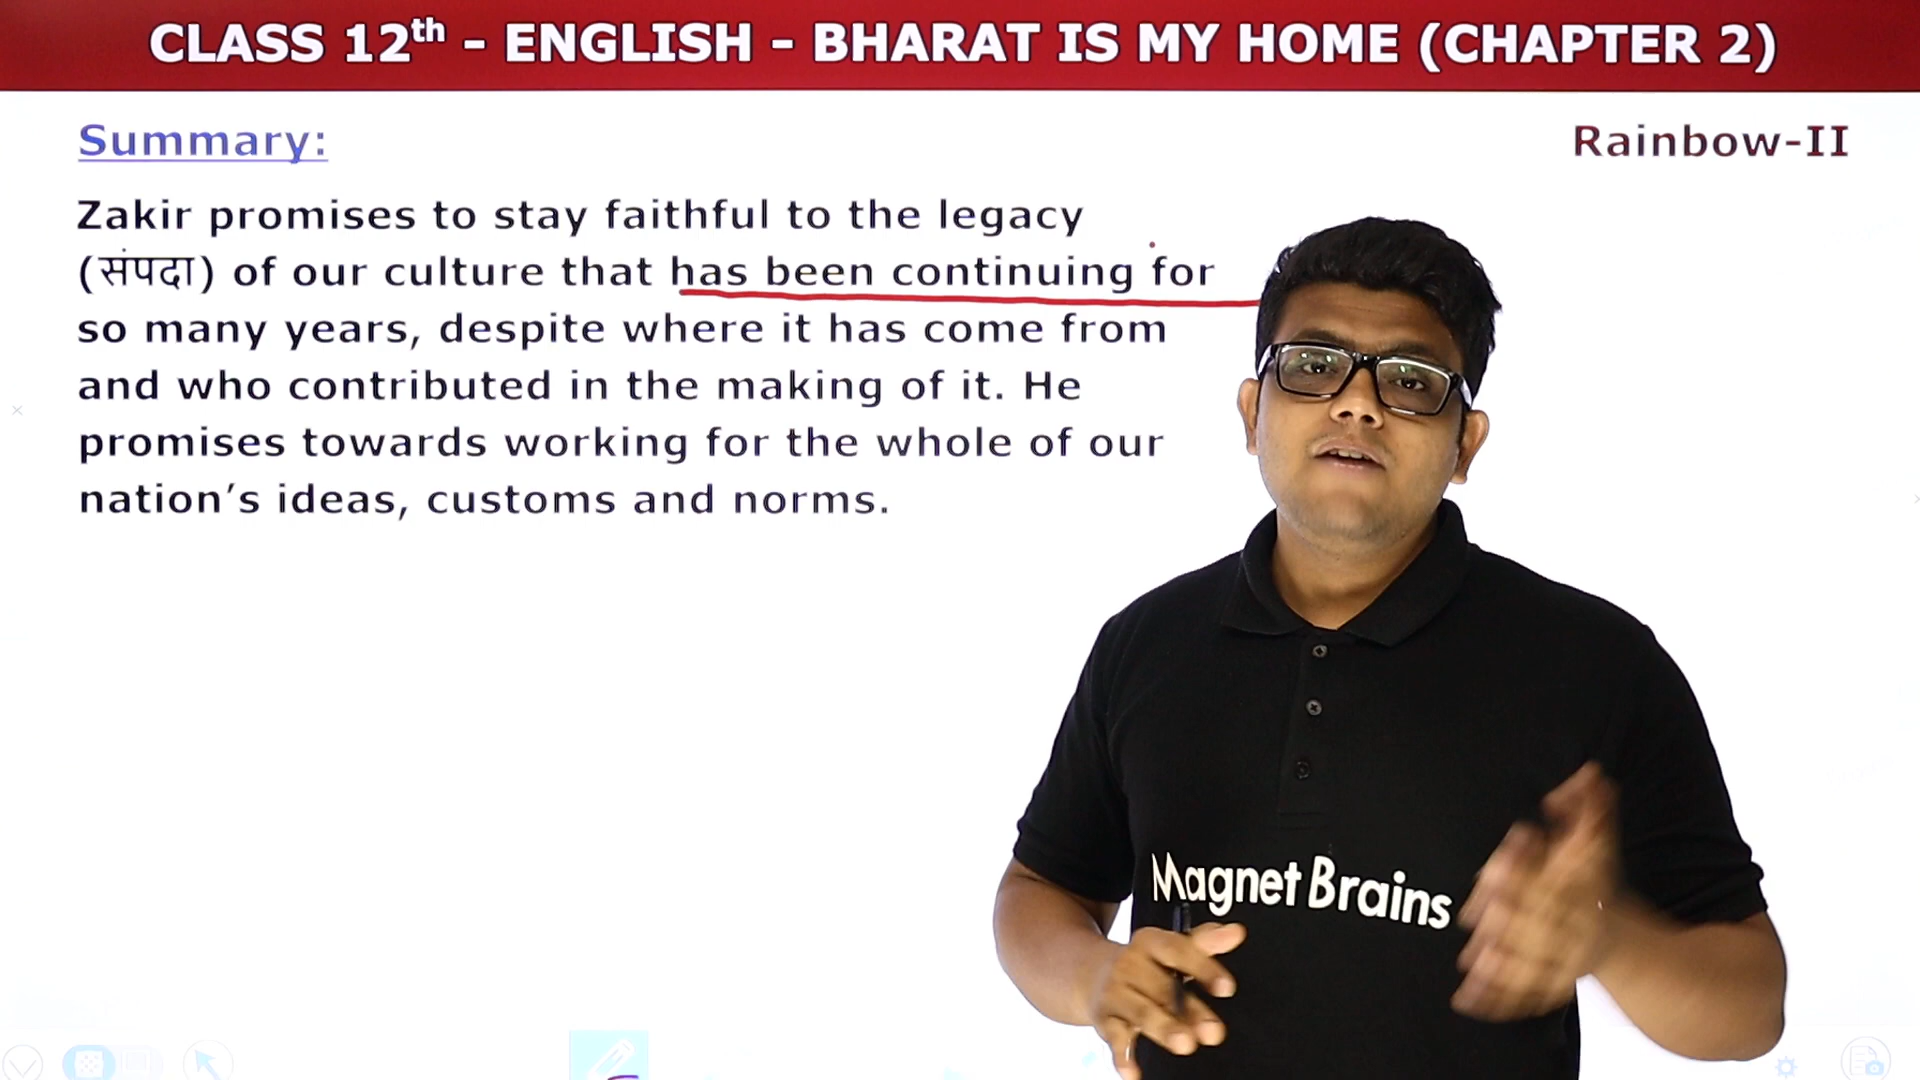 CLASS 12th - ENGLISH - BHARAT IS MY HOME (CHAPTER 2)
Summary:
Rainbow-II
Zakir promises to stay faithful to the legacy
(संपदा) of our culture that has been continuing for
so many years, despite where it has come from
and who contributed in the making of it. He
promises towards working for the whole of our
nation’s ideas, customs and norms.
Magnet Brains